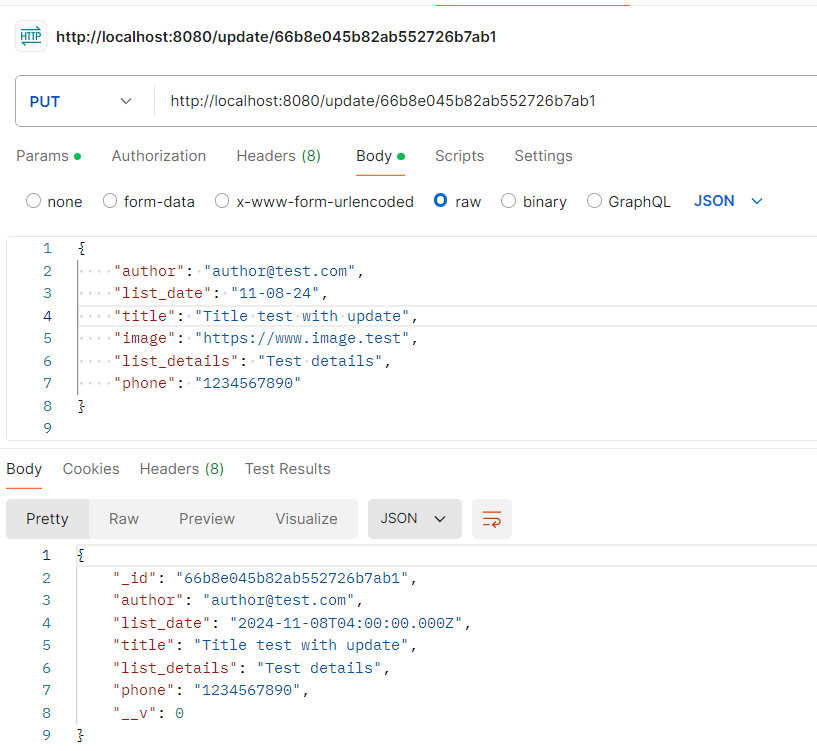 HTTP http://localhost:8080/update/66b8e045b82ab552726b7ab1
PUT http://localhost:8080/update/66b8e045b82ab552726b7ab1
Params Authorization Headers (8) Body Scripts Settings
none form-data x-www-form-urlencoded raw binary GraphQL JSON
1 {
2 ····"author":·"author@test.com",
3 ····"list_date":·"11-08-24",
4 ····"title":·"Title·test·with·update",
5 ····"image":·"https://www.image.test",
6 ····"list_details":·"Test·details",
7 ····"phone":·"1234567890"
8 }
9
Body Cookies Headers (8) Test Results
Pretty Raw Preview Visualize JSON
1 {
2 "_id": "66b8e045b82ab552726b7ab1",
3 "author": "author@test.com",
4 "list_date": "2024-11-08T04:00:00.000Z",
5 "title": "Title test with update",
6 "list_details": "Test details",
7 "phone": "1234567890",
8 "__v": 0
9 }